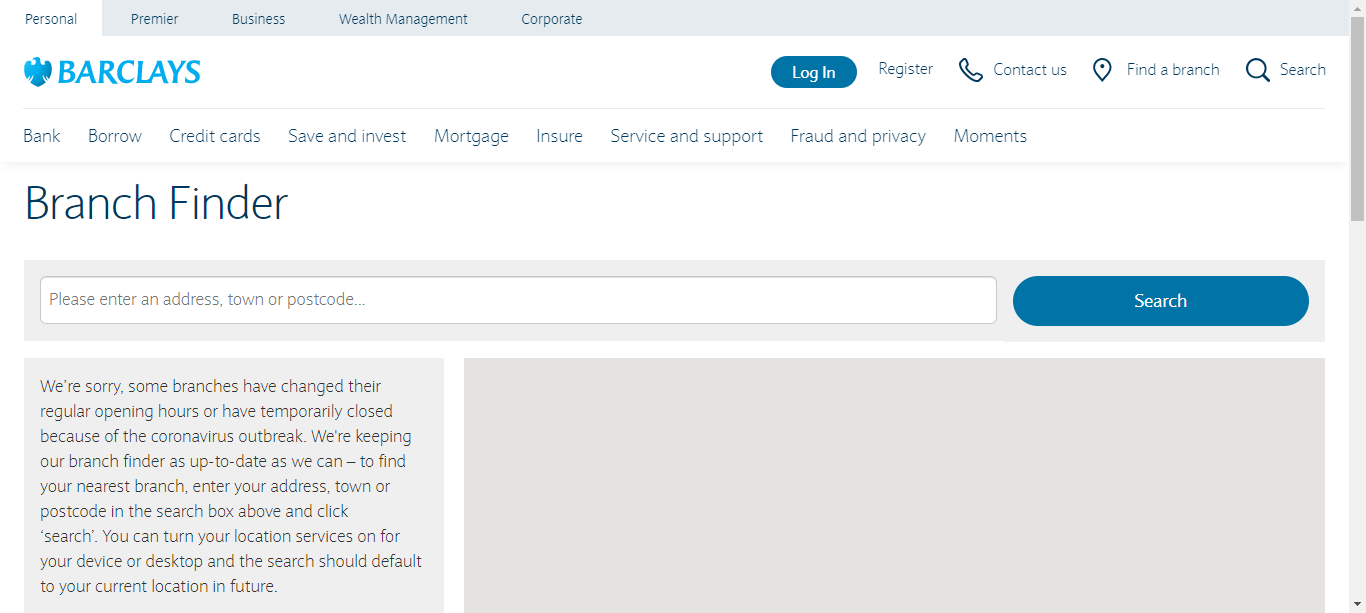 Personal Premier Business Wealth Management Corporate
BARCLAYS
Log In Register Contact us Find a branch Search
Bank Borrow Credit cards Save and invest Mortgage Insure Service and support Fraud and privacy Moments
Branch Finder
Please enter an address, town or postcode... Search
We're sorry, some branches have changed their
regular opening hours or have temporarily closed
because of the coronavirus outbreak. We're keeping
our branch finder as up-to-date as we can – to find
your nearest branch, enter your address, town or
postcode in the search box above and click
‘search’. You can turn your location services on for
your device or desktop and the search should default
to your current location in future.